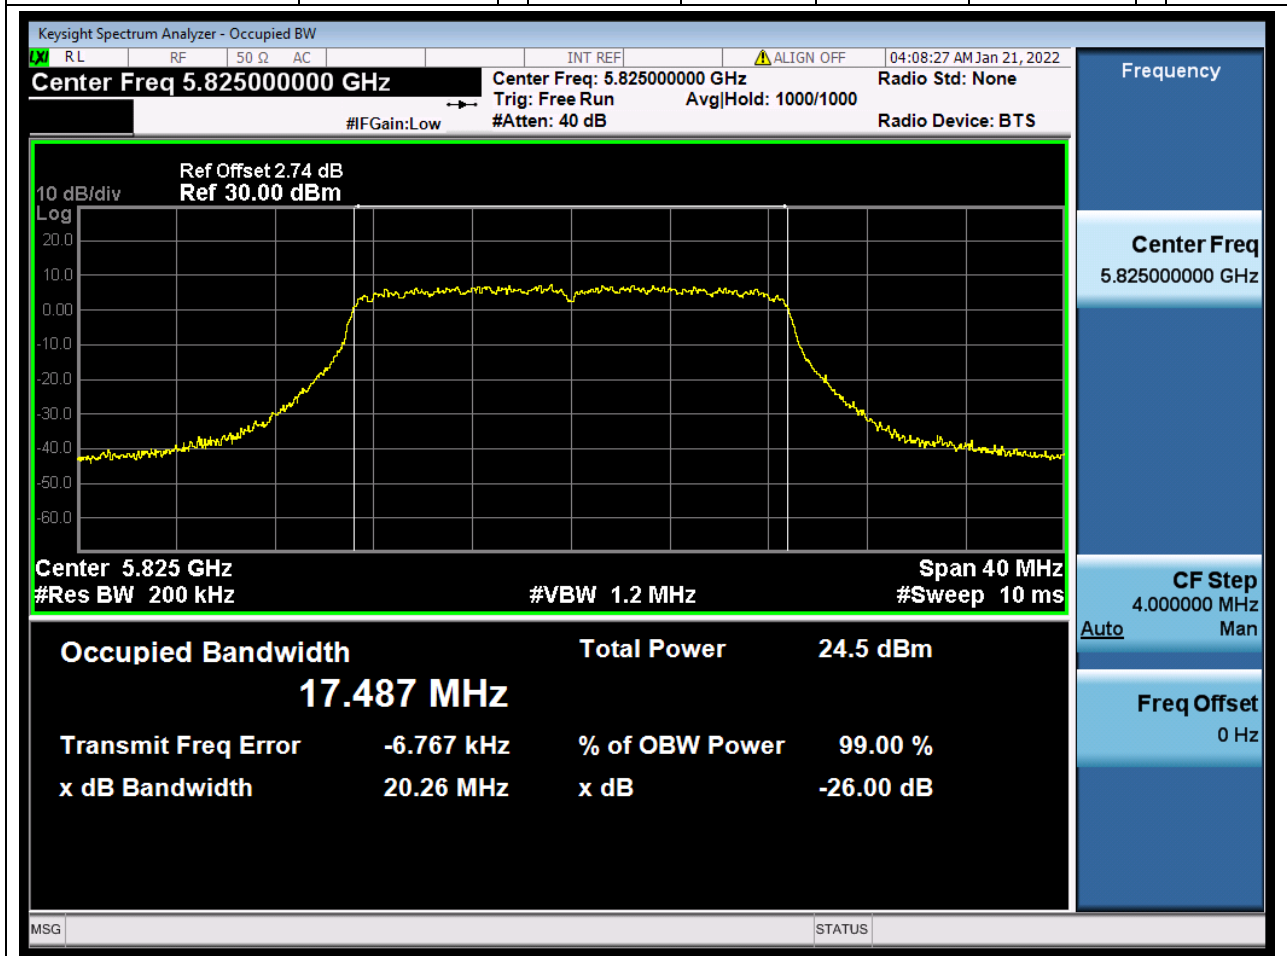 Keysight Spectrum Analyzer - Occupied BW
LXI RL RF 50 Ω AC INT REF ALIGN OFF 04:08:27 AM Jan 21, 2022
Center Freq 5.825000000 GHz
Center Freq: 5.825000000 GHz Radio Std: None
Trig: Free Run Avg|Hold: 1000/1000
#IFGain:Low #Atten: 40 dB Radio Device: BTS
Ref Offset 2.74 dB
10 dB/div Ref 30.00 dBm
Log
20.0
10.0
0.00
-10.0
-20.0
-30.0
-40.0
-50.0
-60.0
Center 5.825 GHz Span 40 MHz
#Res BW 200 kHz #VBW 1.2 MHz #Sweep 10 ms
Occupied Bandwidth Total Power 24.5 dBm
17.487 MHz
Transmit Freq Error -6.767 kHz % of OBW Power 99.00 %
x dB Bandwidth 20.26 MHz x dB -26.00 dB
MSG STATUS
Frequency
Center Freq
5.825000000 GHz
CF Step
4.000000 MHz
Auto Man
Freq Offset
0 Hz